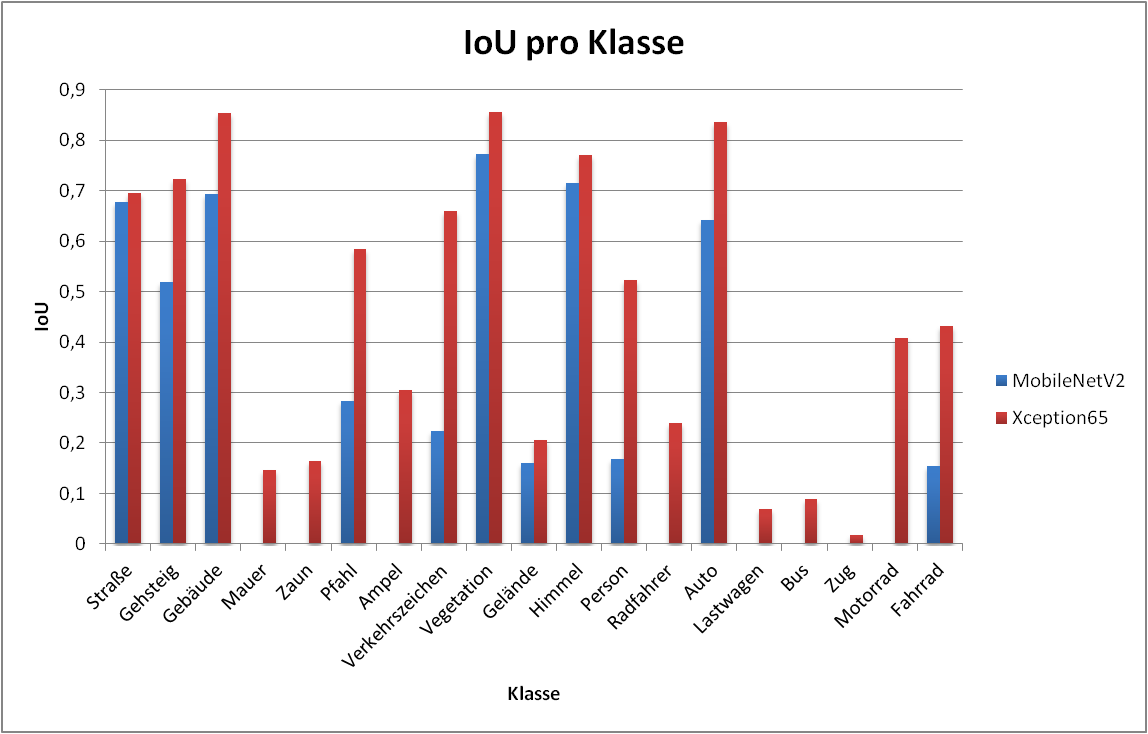 IoU pro Klasse
0,9
0,8
0,7
0,6
0,5
0,4
0,3
0,2
0,1
0
IoU
Straße
Gehsteig
Gebäude
Mauer
Zaun
Pfahl
Ampel
Verkehrszeichen
Vegetation
Gelände
Himmel
Person
Radfahrer
Auto
Lastwagen
Bus
Zug
Motorrad
Fahrrad
Klasse
MobileNetV2
Xception65